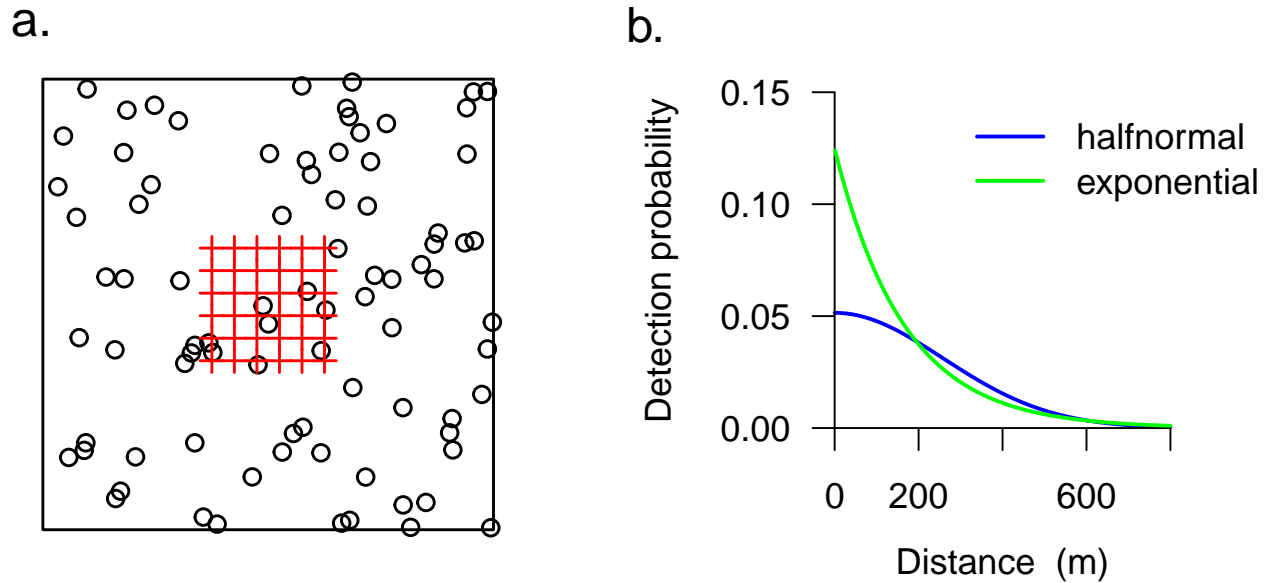 a.
b.
0.15
0.10
0.05
0.00
Detection probability
halfnormal
exponential
0 200 600
Distance (m)